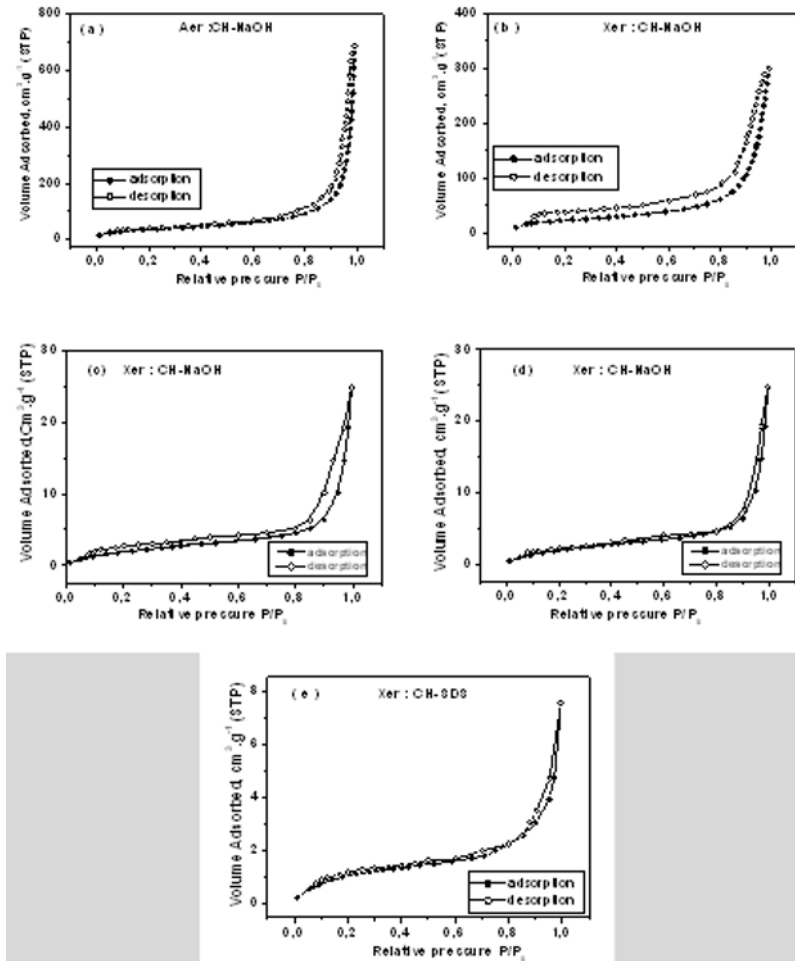 (a) Aer :CH-NaOH
Volume Adsorbed, cm³.g⁻¹ (STP)
800
600
400
200
0
adsorption
desorption
0,0 0,2 0,4 0,6 0,8 1,0
Relative pressure P/P₀
(b) Xer : CH-NaOH
Volume Adsorbed, cm³.g⁻¹ (STP)
400
300
200
100
50
0
adsorption
desorption
0,0 0,2 0,4 0,6 0,8 1,0
Relative pressure P/P₀
(c) Xer : CH-NaOH
Volume Adsorbed,Cm³.g⁻¹ (STP)
30
20
10
5
0
adsorption
desorption
0,0 0,2 0,4 0,6 0,8 1,0
Relative pressure P/P₀
(d) Xer : CH-NaOH
Volume Adsorbed, cm³.g⁻¹ (STP)
30
20
10
5
0
adsorption
desorption
0,0 0,2 0,4 0,6 0,8 1,0
Relative pressure P/P₀
(e) Xer : CH-SDS
Volume Adsorbed, cm³.g⁻¹ (STP)
8
6
4
2
0
adsorption
desorption
0,0 0,2 0,4 0,6 0,8 1,0
Relative pressure P/P₀